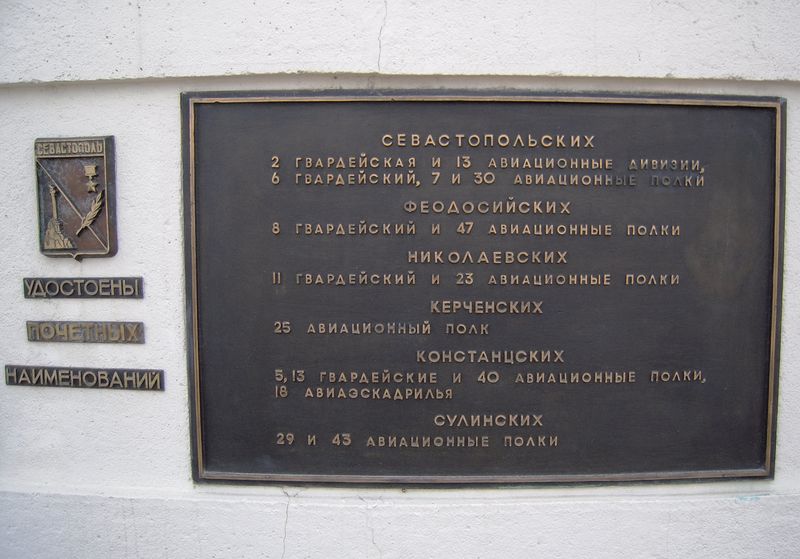 СЕВАСТОПОЛЬ
УДОСТОЕНЫ
ПОЧЕТНЫХ
НАИМЕНОВАНИЙ
СЕВАСТОПОЛЬСКИХ
2 ГВАРДЕЙСКАЯ И 13 АВИАЦИОННЫЕ ДИВИЗИИ,
6 ГВАРДЕЙСКИЙ, 7 И 30 АВИАЦИОННЫЕ ПОЛКИ
ФЕОДОСИЙСКИХ
8 ГВАРДЕЙСКИЙ И 47 АВИАЦИОННЫЕ ПОЛКИ
НИКОЛАЕВСКИХ
11 ГВАРДЕЙСКИЙ И 23 АВИАЦИОННЫЕ ПОЛКИ
КЕРЧЕНСКИХ
25 АВИАЦИОННЫЙ ПОЛК
КОНСТАНЦСКИХ
5,13 ГВАРДЕЙСКИЕ И 40 АВИАЦИОННЫЕ ПОЛКИ,
18 АВИАЭСКАДРИЛЬЯ
СУЛИНСКИХ
29 И 43 АВИАЦИОННЫЕ ПОЛКИ